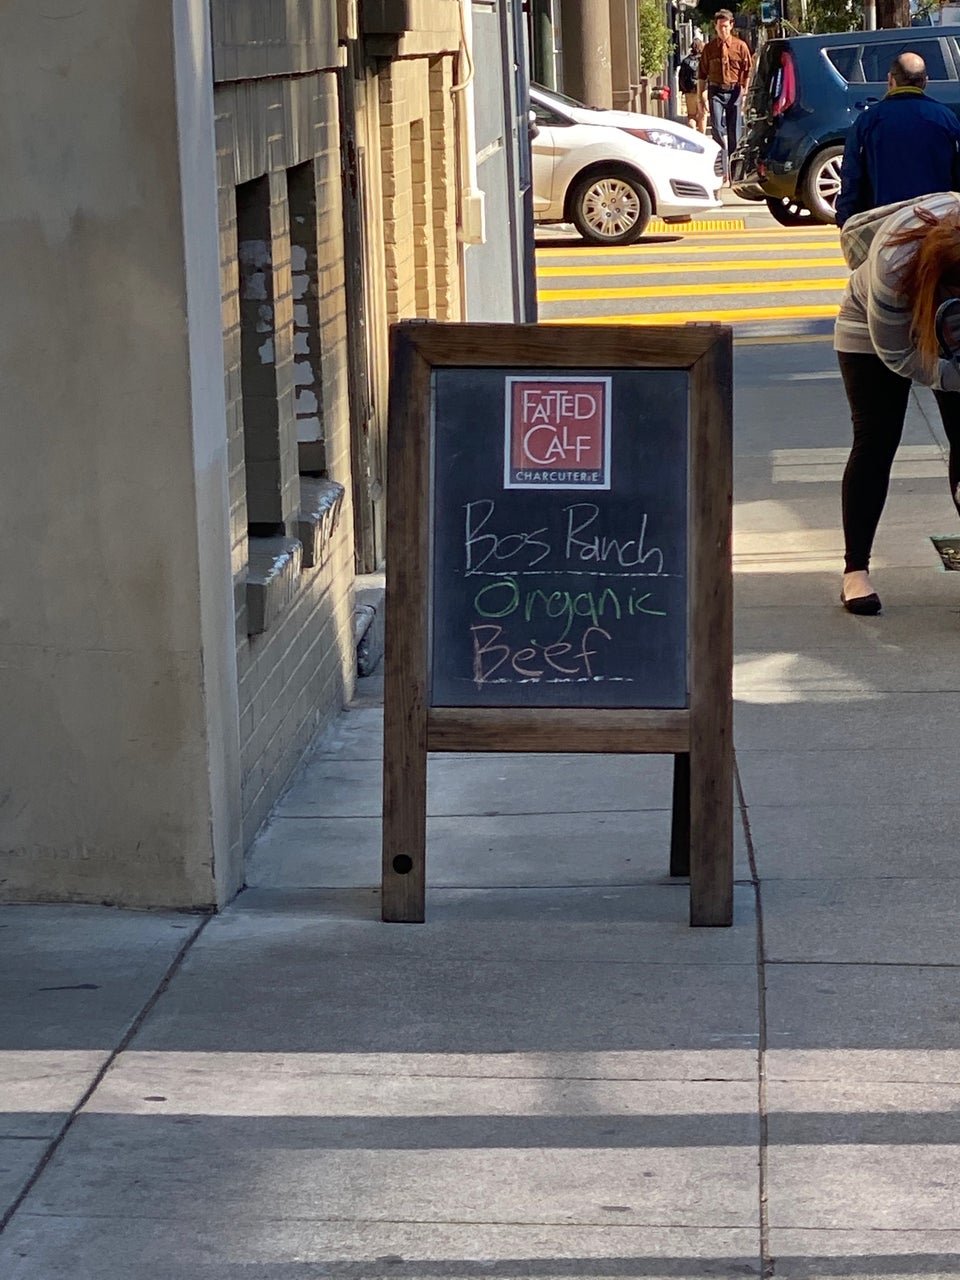 FATTED
CALF
CHARCUTERIE
Bos Ranch
Organic
Beef